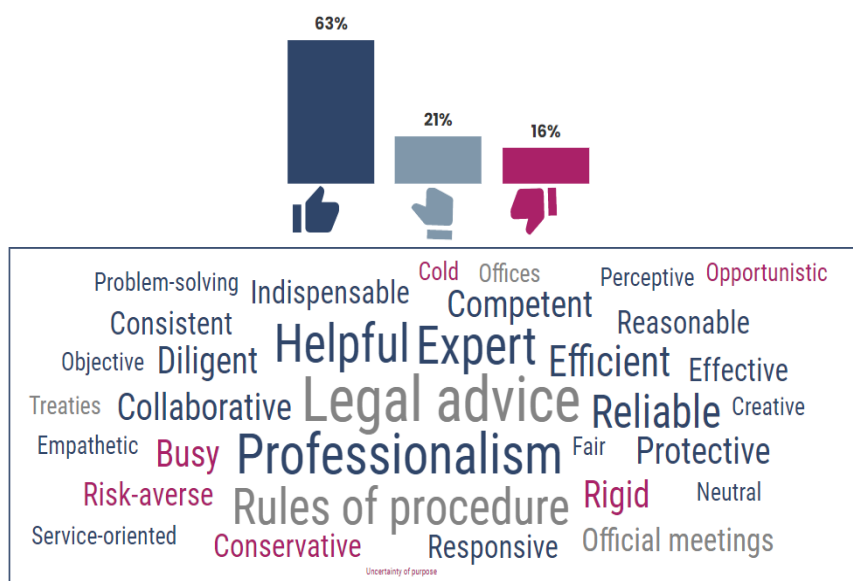 63%
21%
16%
Cold Offices Perceptive Opportunistic
Problem-solving Indispensable Competent
Consistent Reasonable
Helpful Expert
Objective Diligent Efficient Effective
Legal advice
Treaties Collaborative Reliable Creative
Empathetic Busy Professionalism Fair Protective
Risk-averse Rules of procedure Rigid Neutral
Service-oriented Conservative Responsive Official meetings
Uncertainty of purpose